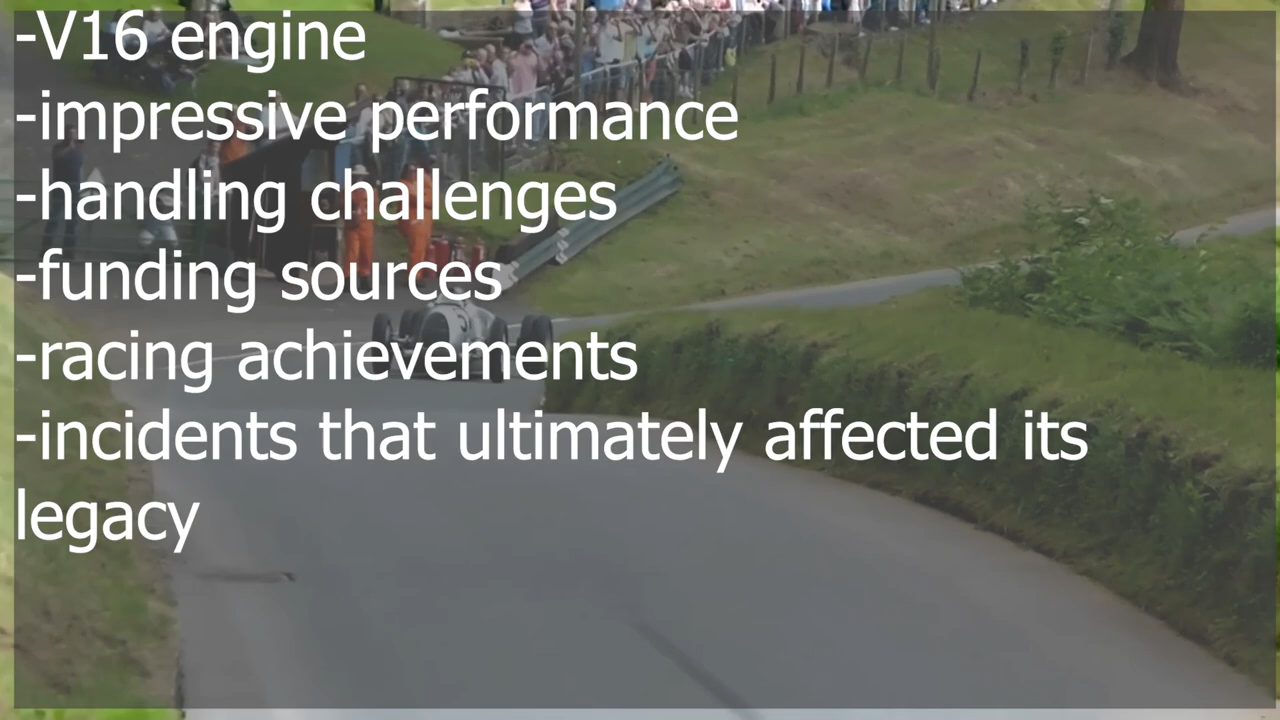 -V16 engine
-impressive performance
-handling challenges
-funding sources
-racing achievements
-incidents that ultimately affected its
legacy